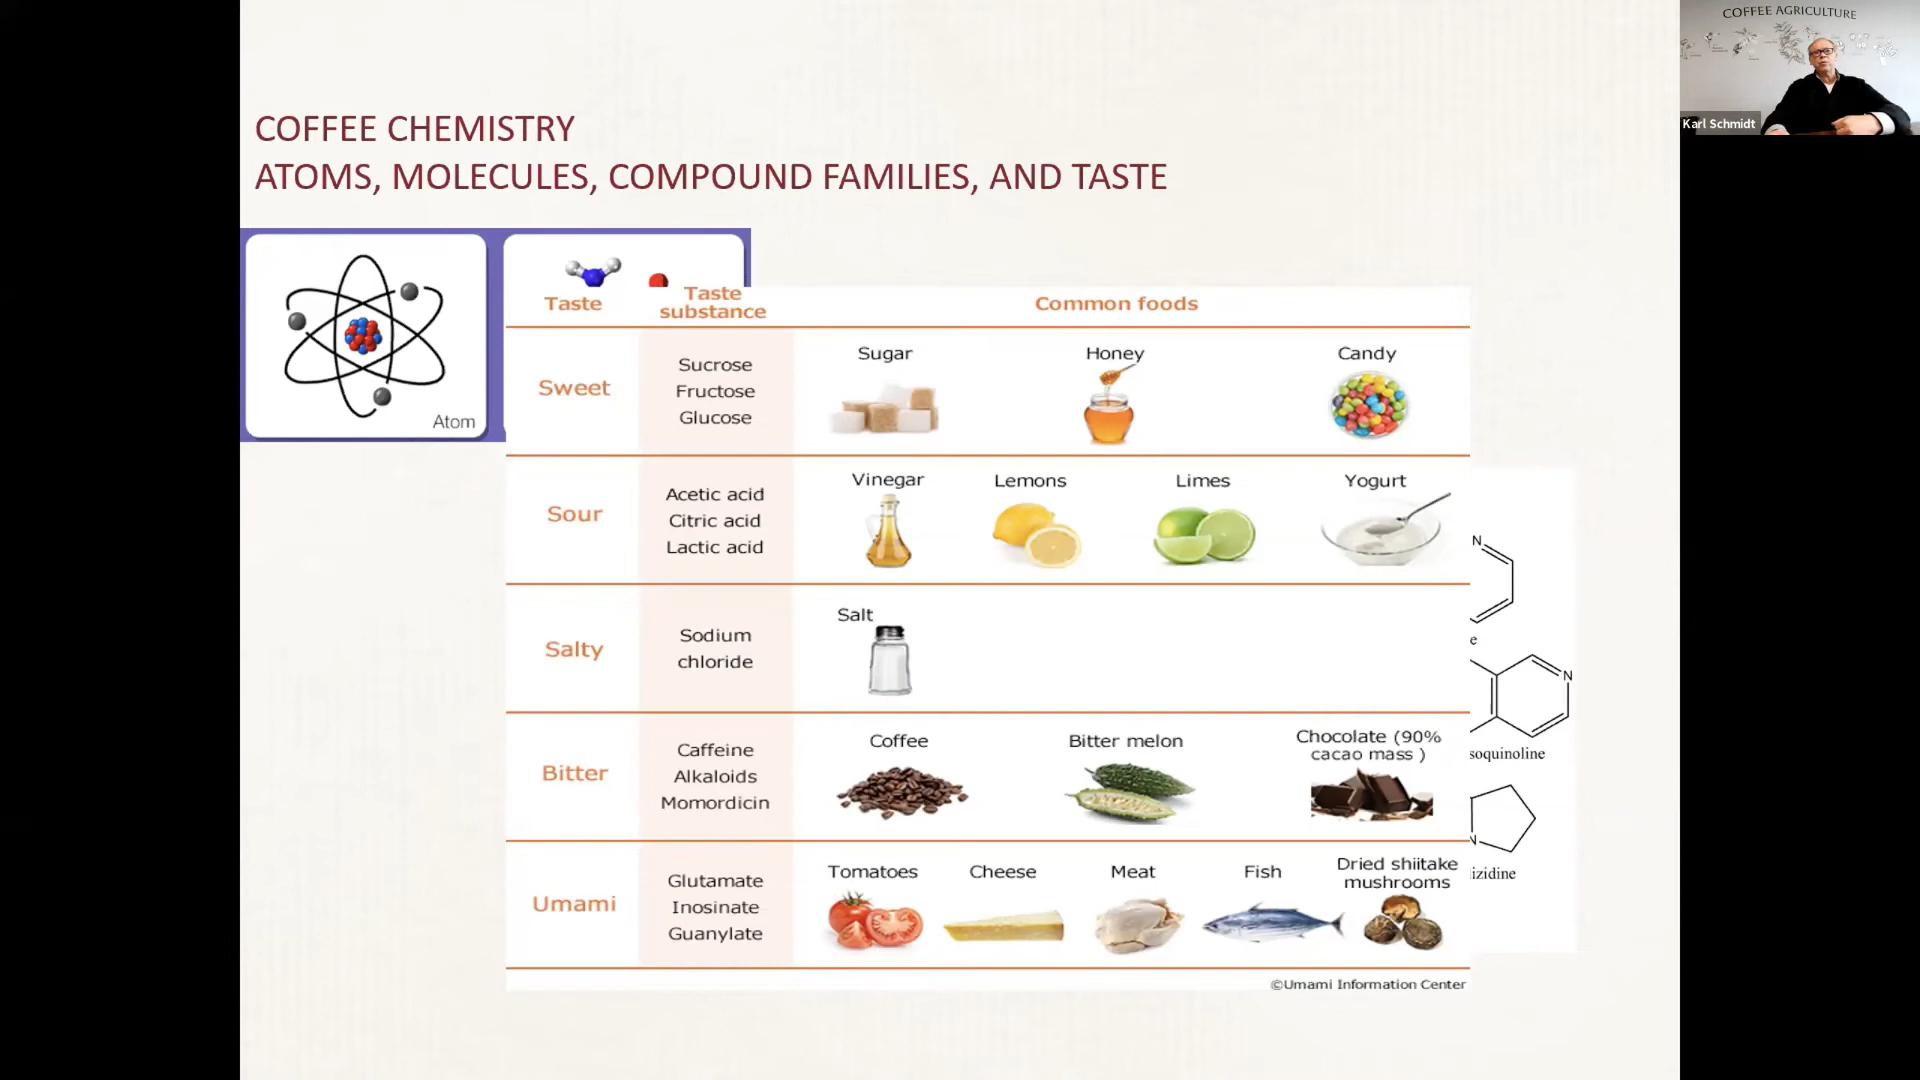 COFFEE AGRICULTURE
Karl Schmidt
COFFEE CHEMISTRY
ATOMS, MOLECULES, COMPOUND FAMILIES, AND TASTE
Atom
Taste
Taste
substance
Common foods
Sweet
Sucrose
Fructose
Glucose
Sugar
Honey
Candy
Sour
Acetic acid
Citric acid
Lactic acid
Vinegar
Lemons
Limes
Yogurt
Salty
Sodium
chloride
Salt
Bitter
Caffeine
Alkaloids
Momordicin
Coffee
Bitter melon
Chocolate (90%
cacao mass )
Umami
Glutamate
Inosinate
Guanylate
Tomatoes
Cheese
Meat
Fish
Dried shiitake
mushrooms
©Umami Information Center
N
e
N
soquinoline
N
izidine